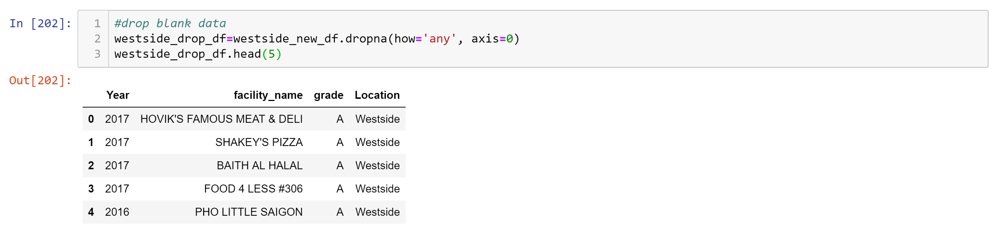 In [202]:
1 #drop blank data
2 westside_drop_df=westside_new_df.dropna(how='any', axis=0)
3 westside_drop_df.head(5)
Out[202]:
Year facility_name grade Location
0 2017 HOVIK'S FAMOUS MEAT & DELI A Westside
1 2017 SHAKEY'S PIZZA A Westside
2 2017 BAITH AL HALAL A Westside
3 2017 FOOD 4 LESS #306 A Westside
4 2016 PHO LITTLE SAIGON A Westside